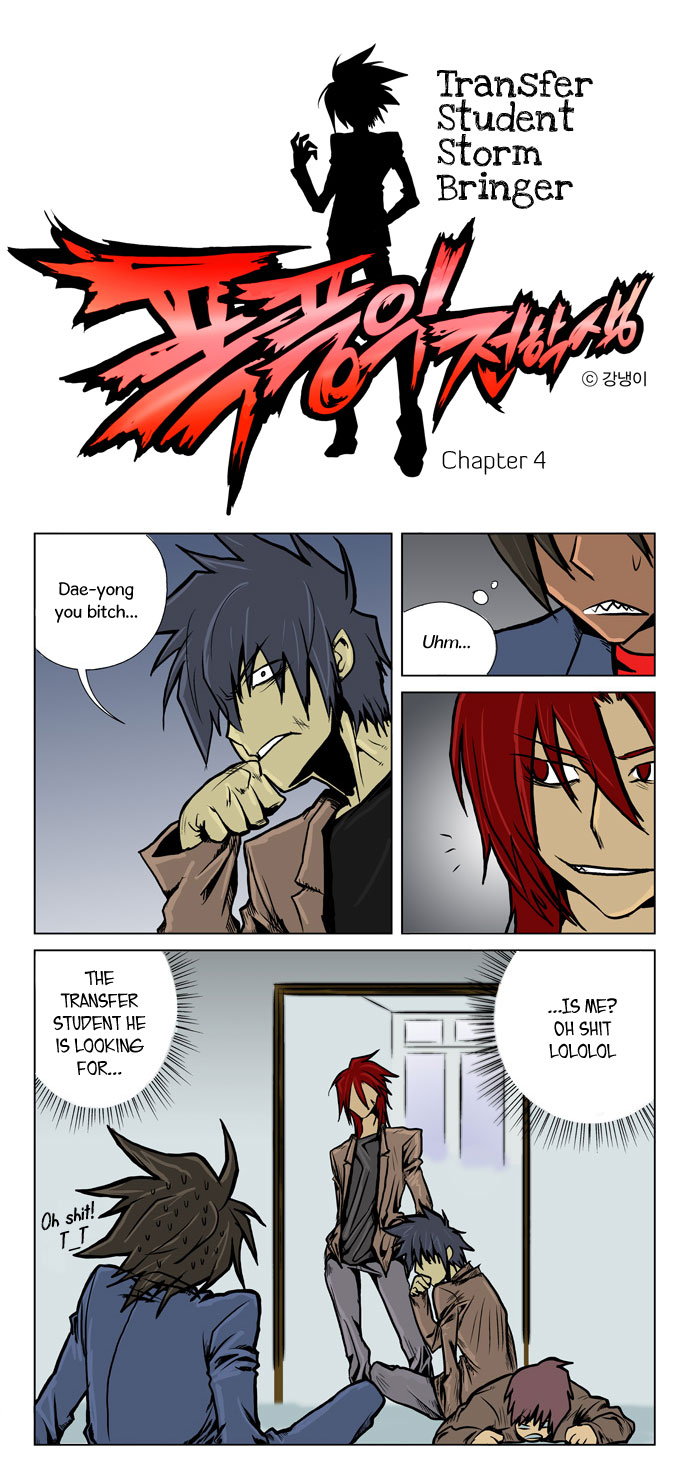 Transfer
Student
Storm
Bringer
폭풍의 전학생
© 강냉이
Chapter 4
Dae-yong
you bitch...
Uhm...
THE
TRANSFER
STUDENT HE
IS LOOKING
FOR...
...IS ME?
OH SHIT
LOLOLOL
Oh shit!
T_T